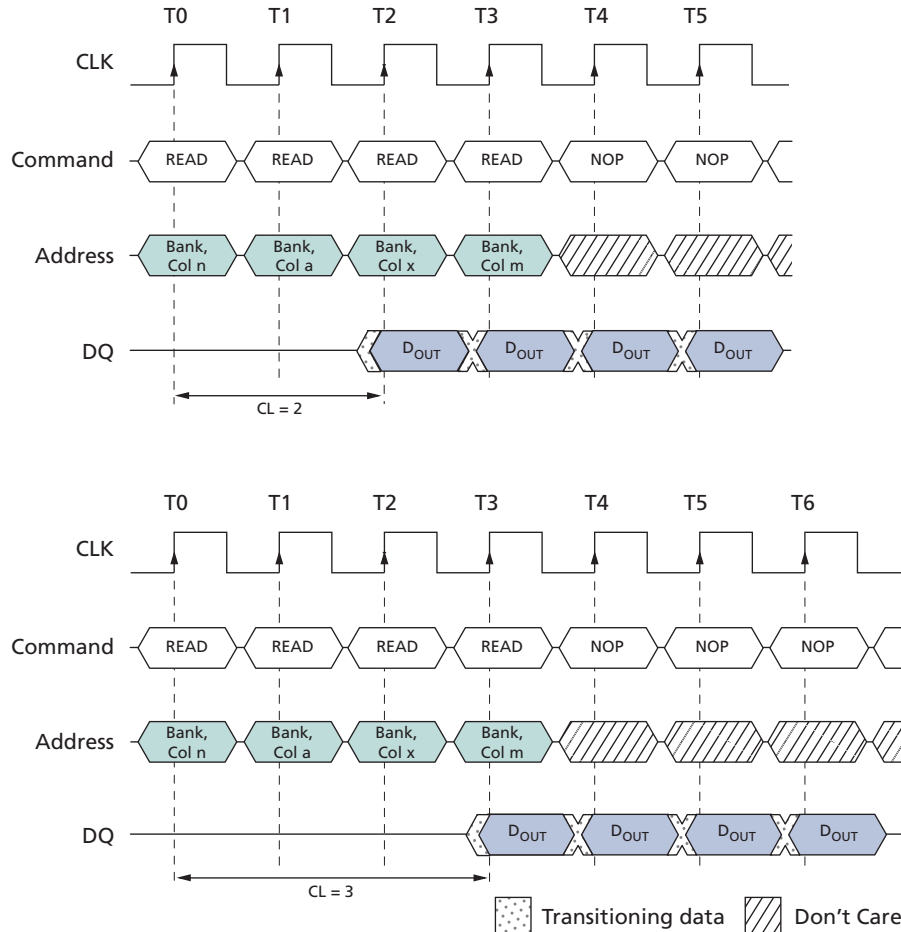 T0 T1 T2 T3 T4 T5
CLK
Command READ READ READ READ NOP NOP
Address Bank, Col n Bank, Col a Bank, Col x Bank, Col m
DQ DOUT DOUT DOUT DOUT
CL = 2
T0 T1 T2 T3 T4 T5 T6
CLK
Command READ READ READ READ NOP NOP NOP
Address Bank, Col n Bank, Col a Bank, Col x Bank, Col m
DQ DOUT DOUT DOUT DOUT
CL = 3
Transitioning data Don't Care